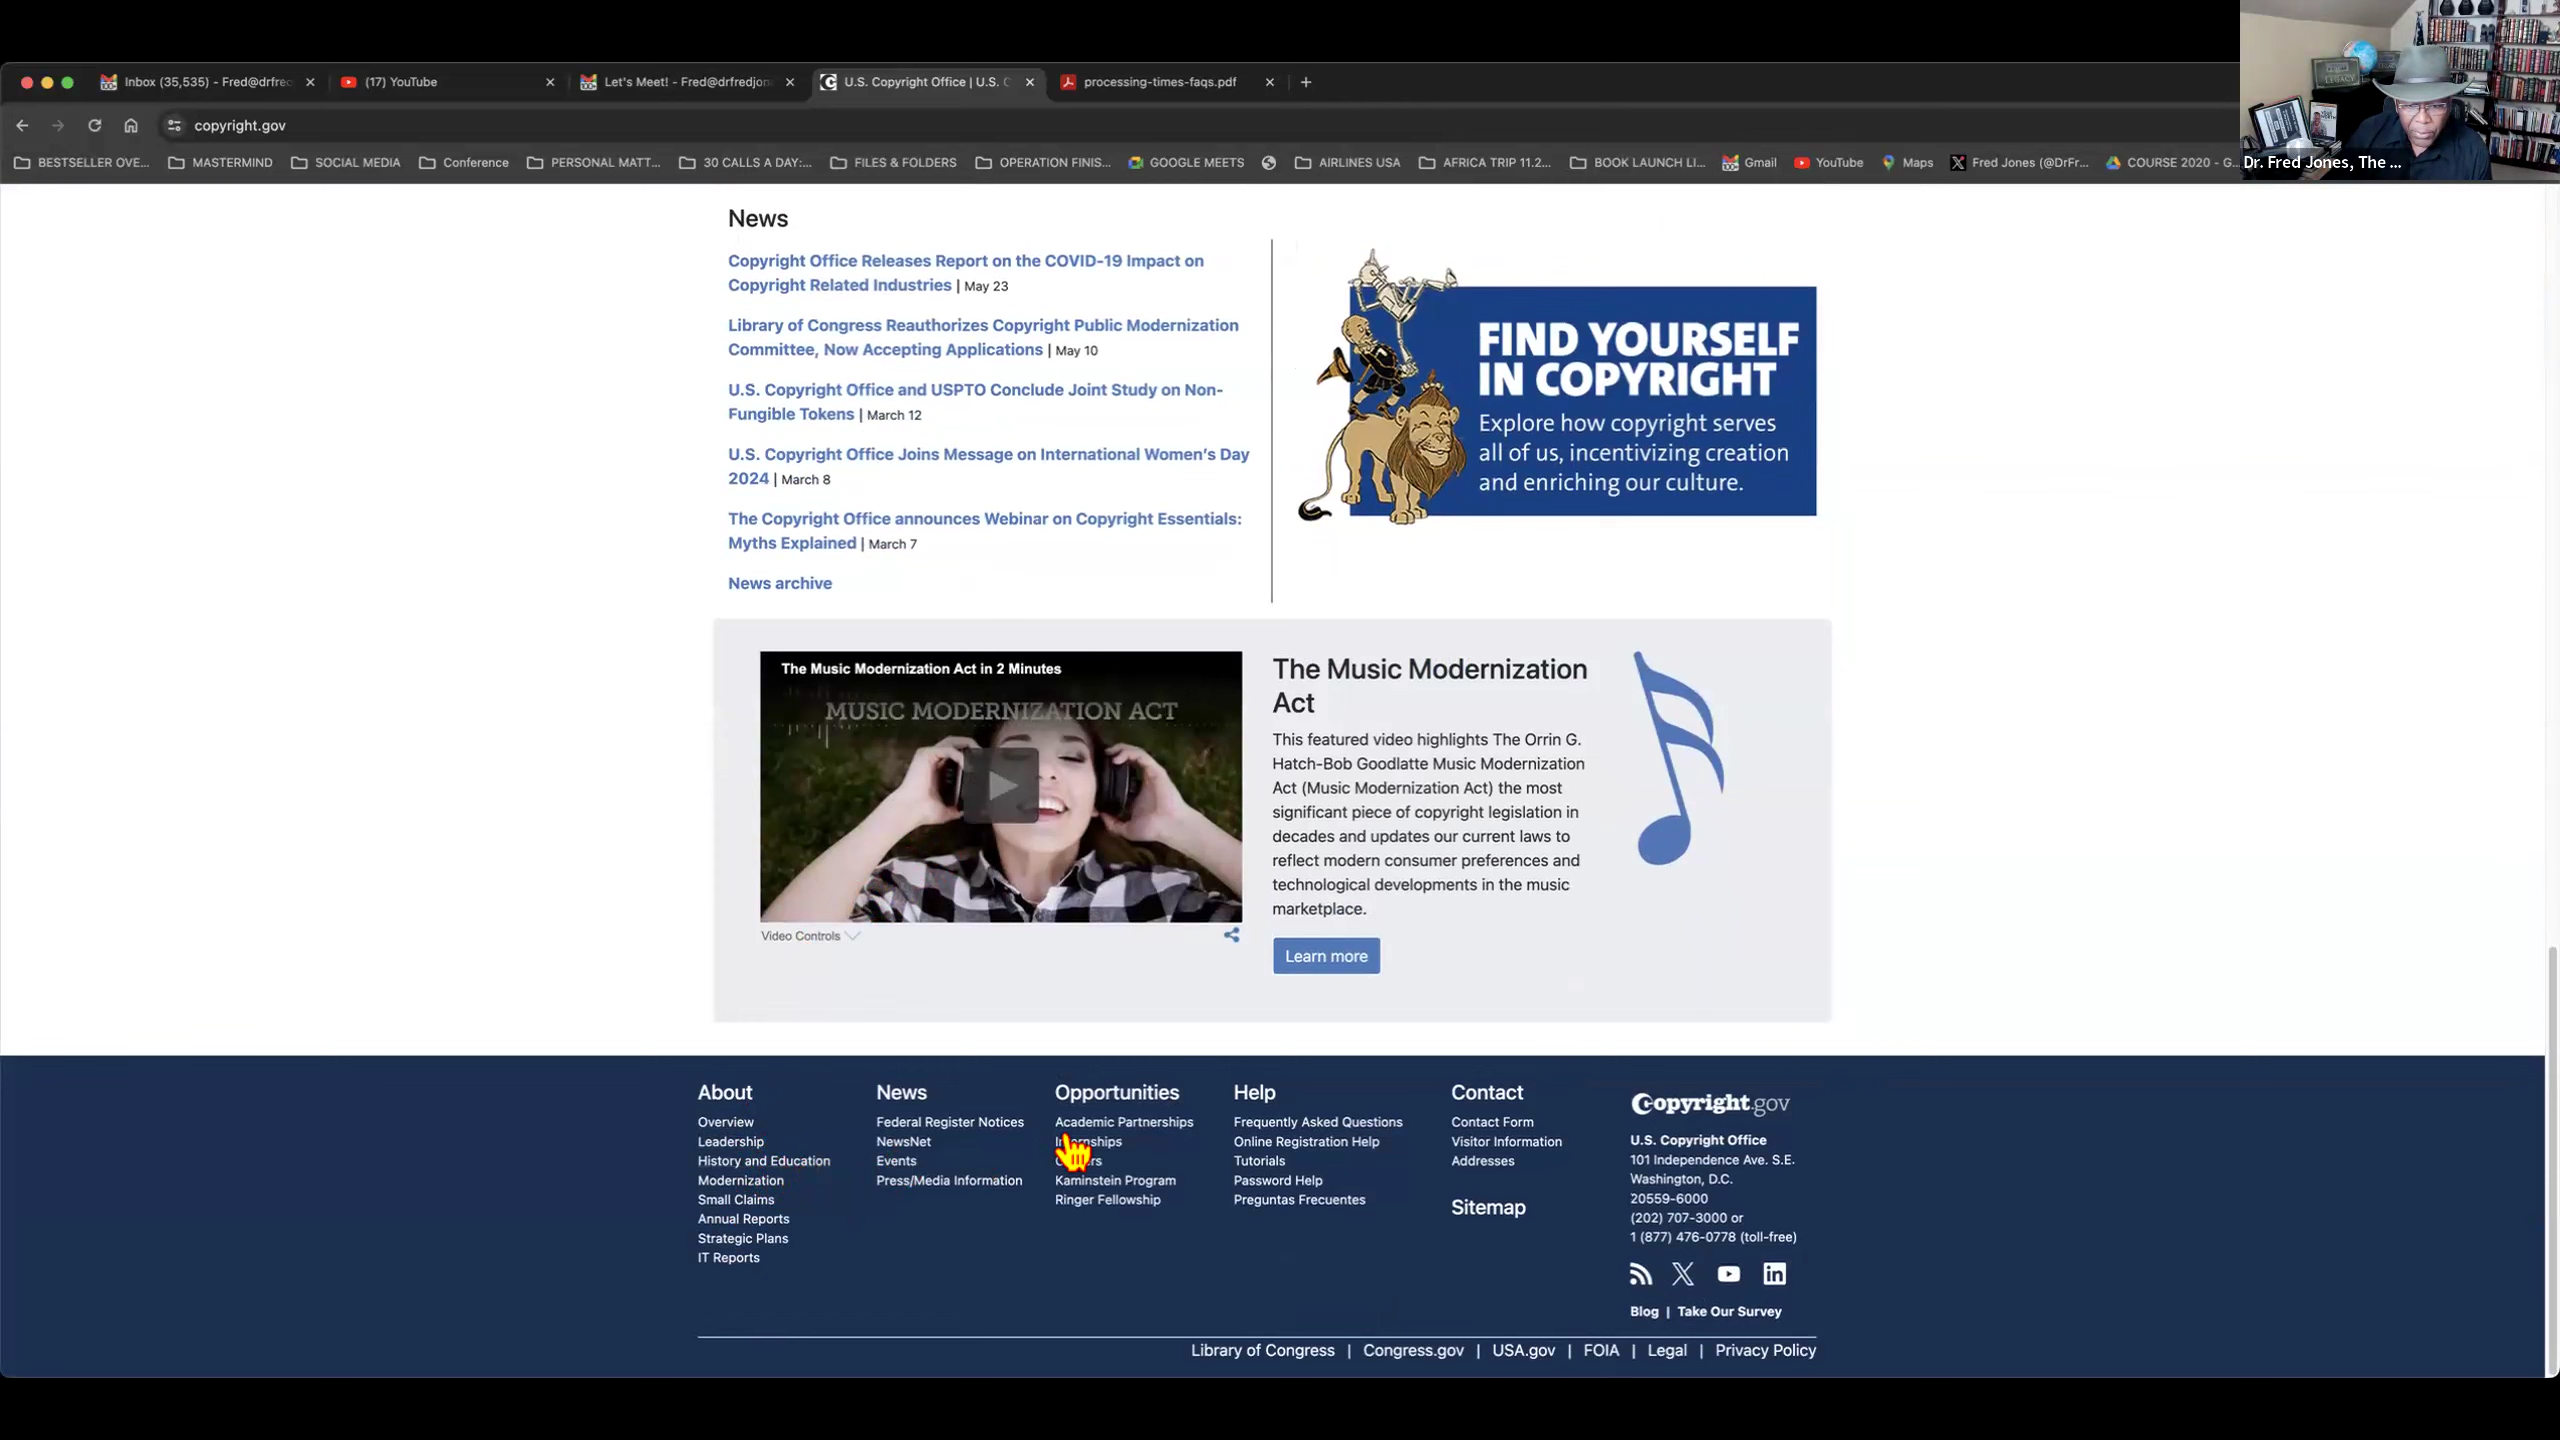 Inbox (35,535) - Fred@drfrec
(17) YouTube
Let's Meet! - Fred@drfredjon
U.S. Copyright Office | U.S. C
processing-times-faqs.pdf
copyright.gov
BESTSELLER OVE...
MASTERMIND
SOCIAL MEDIA
Conference
PERSONAL MATT...
30 CALLS A DAY:...
FILES & FOLDERS
OPERATION FINIS...
GOOGLE MEETS
AIRLINES USA
AFRICA TRIP 11.2...
BOOK LAUNCH LI...
Gmail
YouTube
Maps
Fred Jones (@DrFr...
COURSE 2020 - G...
Dr. Fred Jones, The ...
News
Copyright Office Releases Report on the COVID-19 Impact on
Copyright Related Industries | May 23
Library of Congress Reauthorizes Copyright Public Modernization
Committee, Now Accepting Applications | May 10
U.S. Copyright Office and USPTO Conclude Joint Study on Non-
Fungible Tokens | March 12
U.S. Copyright Office Joins Message on International Women's Day
2024 | March 8
The Copyright Office announces Webinar on Copyright Essentials:
Myths Explained | March 7
News archive
FIND YOURSELF
IN COPYRIGHT
Explore how copyright serves
all of us, incentivizing creation
and enriching our culture.
The Music Modernization Act in 2 Minutes
MUSIC MODERNIZATION ACT
Video Controls
The Music Modernization
Act
This featured video highlights The Orrin G.
Hatch-Bob Goodlatte Music Modernization
Act (Music Modernization Act) the most
significant piece of copyright legislation in
decades and updates our current laws to
reflect modern consumer preferences and
technological developments in the music
marketplace.
Learn more
About
Overview
Leadership
History and Education
Modernization
Small Claims
Annual Reports
Strategic Plans
IT Reports
News
Federal Register Notices
NewsNet
Events
Press/Media Information
Opportunities
Academic Partnerships
Internships
Kaminstein Program
Ringer Fellowship
Help
Frequently Asked Questions
Online Registration Help
Tutorials
Password Help
Preguntas Frecuentes
Contact
Contact Form
Visitor Information
Addresses
Sitemap
Copyright.gov
U.S. Copyright Office
101 Independence Ave. S.E.
Washington, D.C.
20559-6000
(202) 707-3000 or
1 (877) 476-0778 (toll-free)
Blog | Take Our Survey
Library of Congress | Congress.gov | USA.gov | FOIA | Legal | Privacy Policy